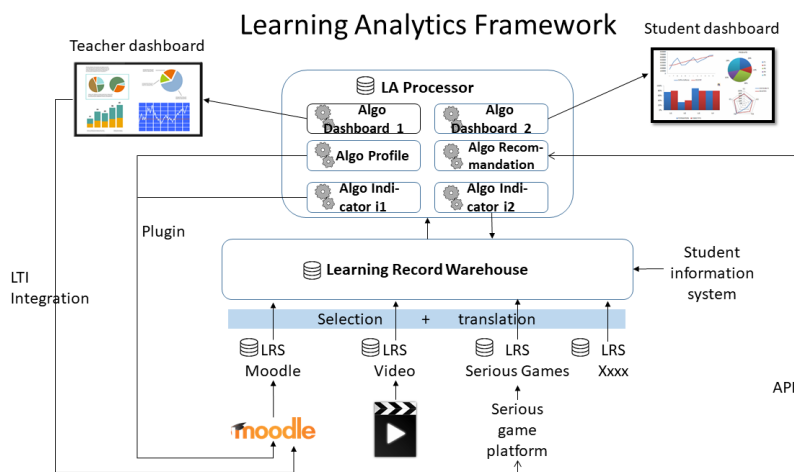 Learning Analytics Framework
Teacher dashboard
Student dashboard
LA Processor
Algo
Dashboard_1
Algo
Dashboard_2
Algo Profile
Algo Recom-
mandation
Algo Indi-
cator i1
Algo Indi-
cator i2
Plugin
LTI
Integration
Learning Record Warehouse
Student
information
system
Selection + translation
LRS
Moodle
LRS
Video
LRS
Serious Games
LRS
Xxxx
API
moodle
Serious
game
platform